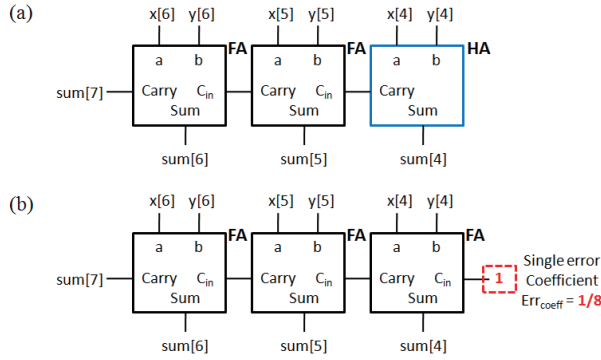 (a)
x[6] y[6] x[5] y[5] x[4] y[4]
FA FA HA
a b a b a b
sum[7] Carry Cin Carry Cin Carry
Sum Sum Sum
sum[6] sum[5] sum[4]
(b)
x[6] y[6] x[5] y[5] x[4] y[4]
FA FA FA
a b a b a b
Single error
sum[7] Carry Cin Carry Cin Carry Cin 1 Coefficient
Sum Sum Sum
Errcoeff = 1/8
sum[6] sum[5] sum[4]